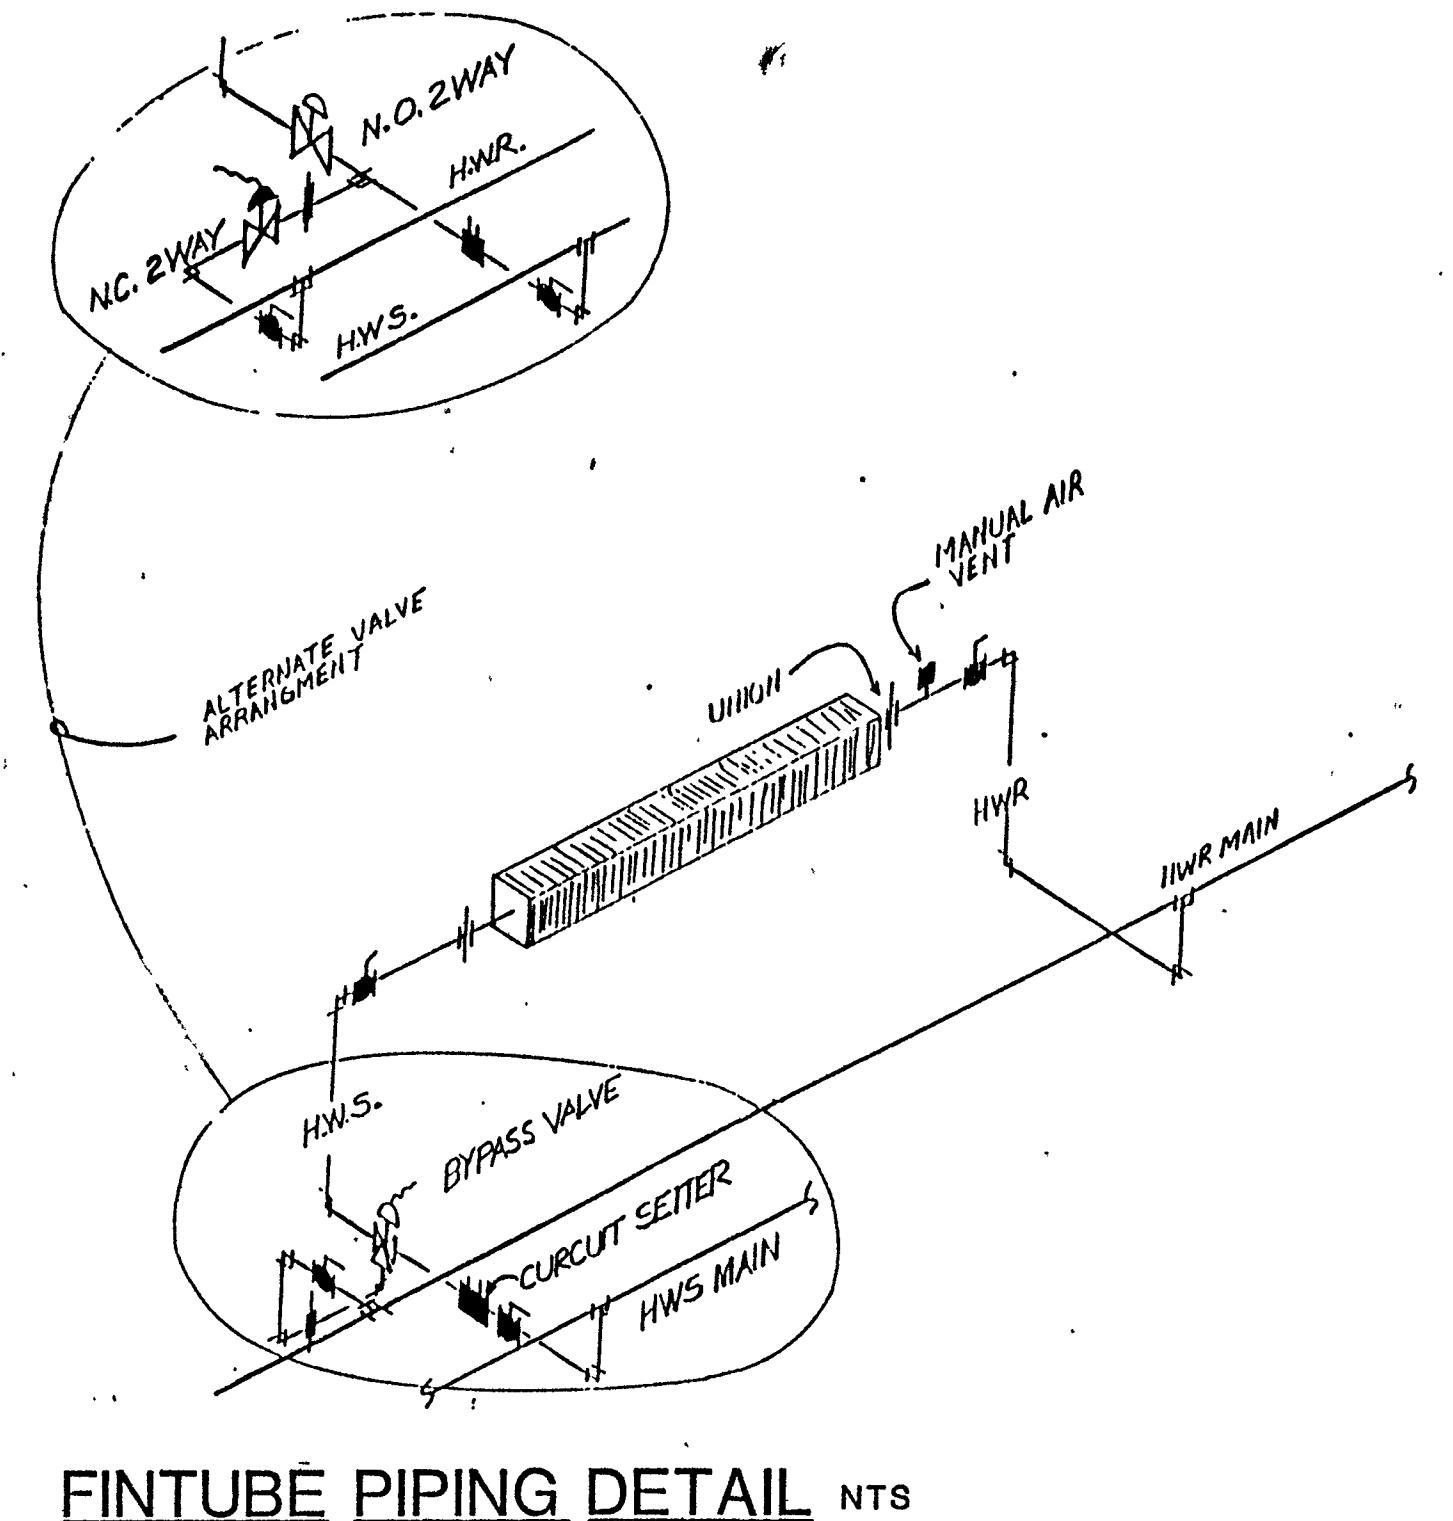 N.O. 2WAY
H.W.R.
N.C. 2WAY
H.W.S.
MANUAL AIR
VENT
ALTERNATE VALVE
ARRANGMENT
UNION
HWR
HWR MAIN
H.W.S.
BYPASS VALVE
CURCUIT SETTER
HWS MAIN
FINTUBE PIPING DETAIL NTS